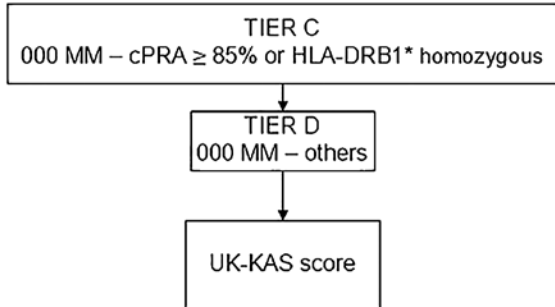 TIER C
000 MM – cPRA ≥ 85% or HLA-DRB1* homozygous
TIER D
000 MM – others
UK-KAS score